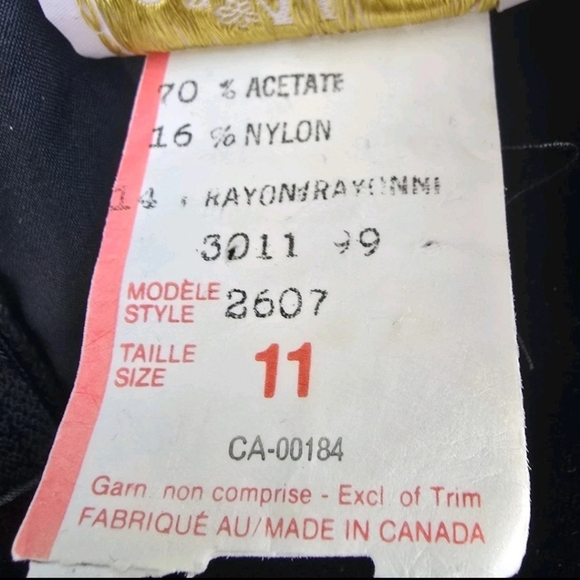 70 % ACETATE
16 % NYLON
14 % RAYON/RAYONNE
3011 99
MODÈLE
STYLE 2607
TAILLE
SIZE 11
CA-00184
Garn. non comprise - Excl. of Trim
FABRIQUÉ AU/MADE IN CANADA